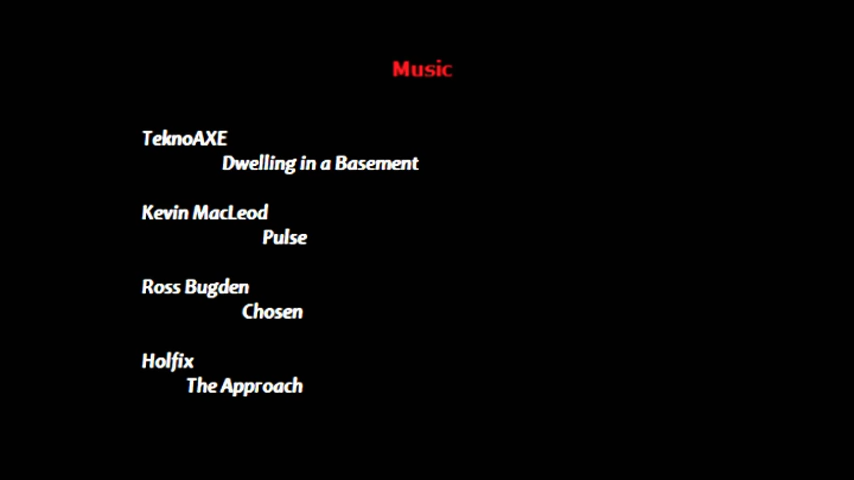 Music
TeknoAXE
Dwelling in a Basement
Kevin MacLeod
Pulse
Ross Bugden
Chosen
Holfix
The Approach